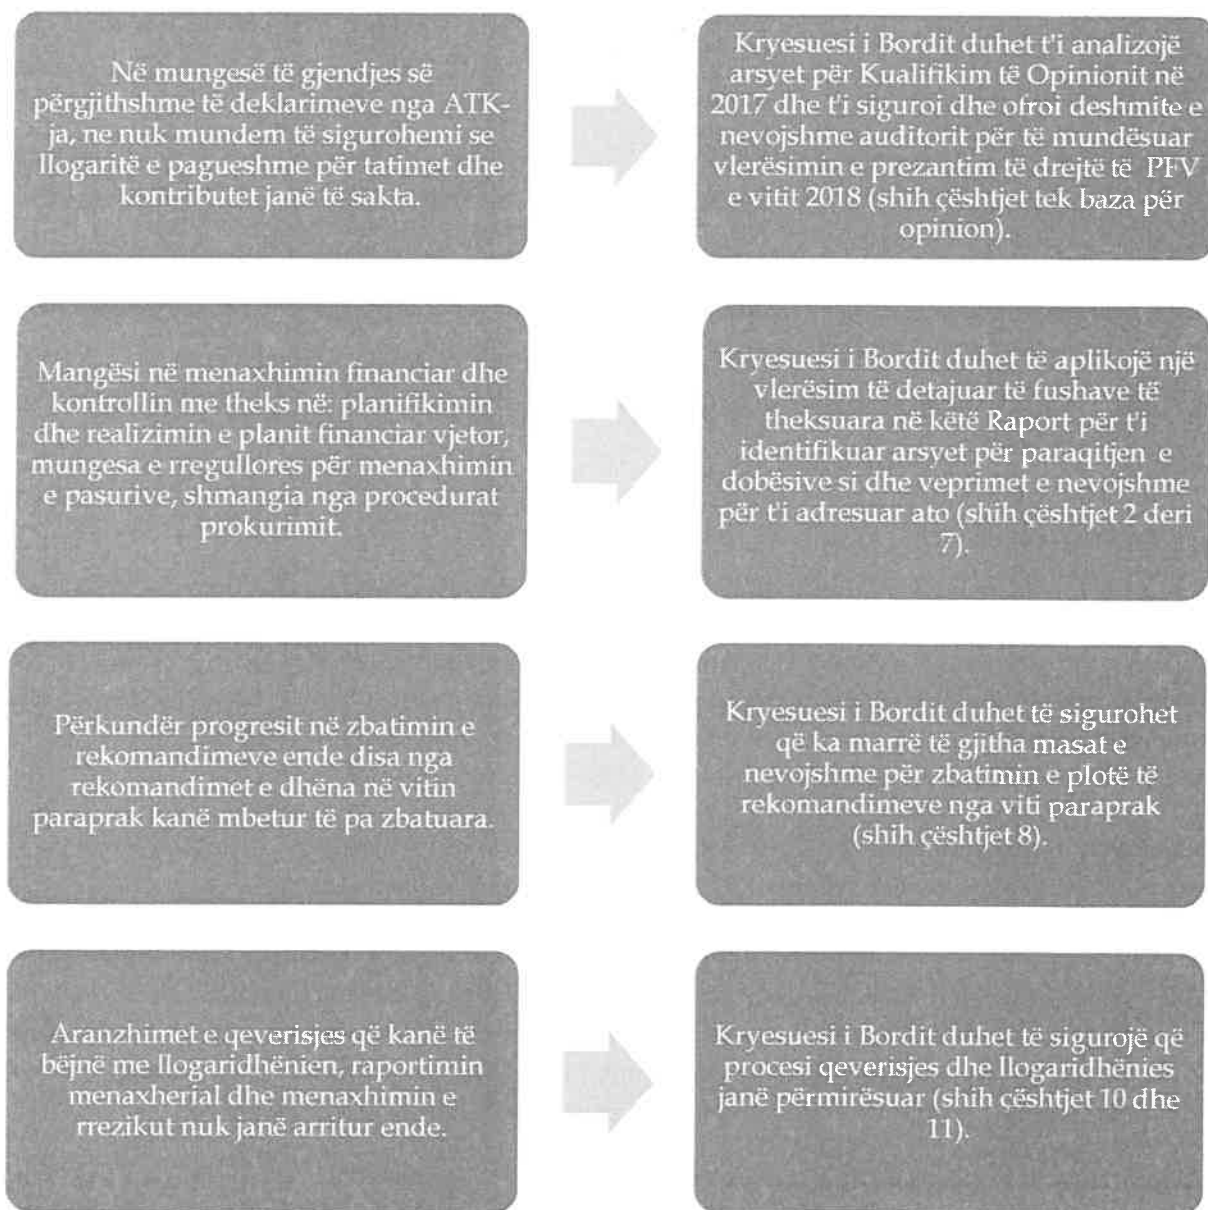 Në mungesë të gjendjes së
përgjithshme të deklarimeve nga ATK-
ja, ne nuk mundem të sigurohemi se
llogaritë e pagueshme për tatimet dhe
kontributet janë të sakta.
Kryesuesi i Bordit duhet t'i analizojë
arsyet për Kualifikim të Opinionit në
2017 dhe t'i siguroi dhe ofroi deshmite e
nevojshme auditorit për të mundësuar
vlerësimin e prezantim të drejtë të PFV
e vitit 2018 (shih çështjet tek baza për
opinion).
Mangësi në menaxhimin financiar dhe
kontrollin me theks në: planifikimin
dhe realizimin e planit financiar vjetor,
mungesa e rregullores për menaxhimin
e pasurive, shmangia nga procedurat
prokurimit.
Kryesuesi i Bordit duhet të aplikojë një
vlerësim të detajuar të fushave të
theksuara në këtë Raport për t'i
identifikuar arsyet për paraqitjen e
dobësive si dhe veprimet e nevojshme
për t'i adresuar ato (shih çështjet 2 deri
7).
Përkundër progresit në zbatimin e
rekomandimeve ende disa nga
rekomandimet e dhëna në vitin
paraprak kanë mbetur të pa zbatuara.
Kryesuesi i Bordit duhet të sigurohet
që ka marrë të gjitha masat e
nevojshme për zbatimin e plotë të
rekomandimeve nga viti paraprak
(shih çështjet 8).
Aranzhimet e qeverisjes që kanë të
bëjnë me llogaridhënien, raportimin
menaxherial dhe menaxhimin e
rrezikut nuk janë arritur ende.
Kryesuesi i Bordit duhet të sigurojë që
procesi qeverisjes dhe llogaridhënies
janë përmirësuar (shih çështjet 10 dhe
11).